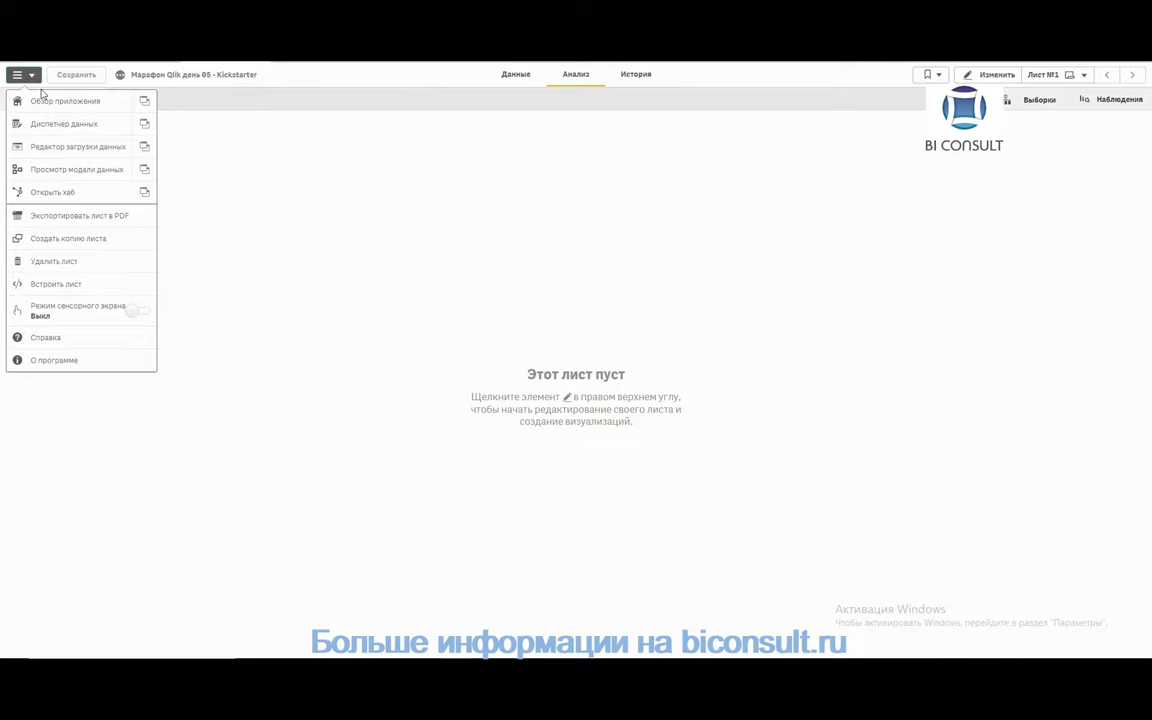 Сохранить
Марафон Qlik день 05 - Kickstarter
Данные
Анализ
История
Изменить
Лист №1
Выборки
Наблюдения
BI CONSULT
Обзор приложения
Диспетчер данных
Редактор загрузки данных
Просмотр модели данных
Открыть хаб
Экспортировать лист в PDF
Создать копию листа
Удалить лист
Встроить лист
Режим сенсорного экрана
Выкл
Справка
О программе
Этот лист пуст
Щелкните элемент в правом верхнем углу,
чтобы начать редактирование своего листа и
создание визуализаций.
Активация Windows
Чтобы активировать Windows, перейдите в раздел "Параметры".
Больше информации на biconsult.ru